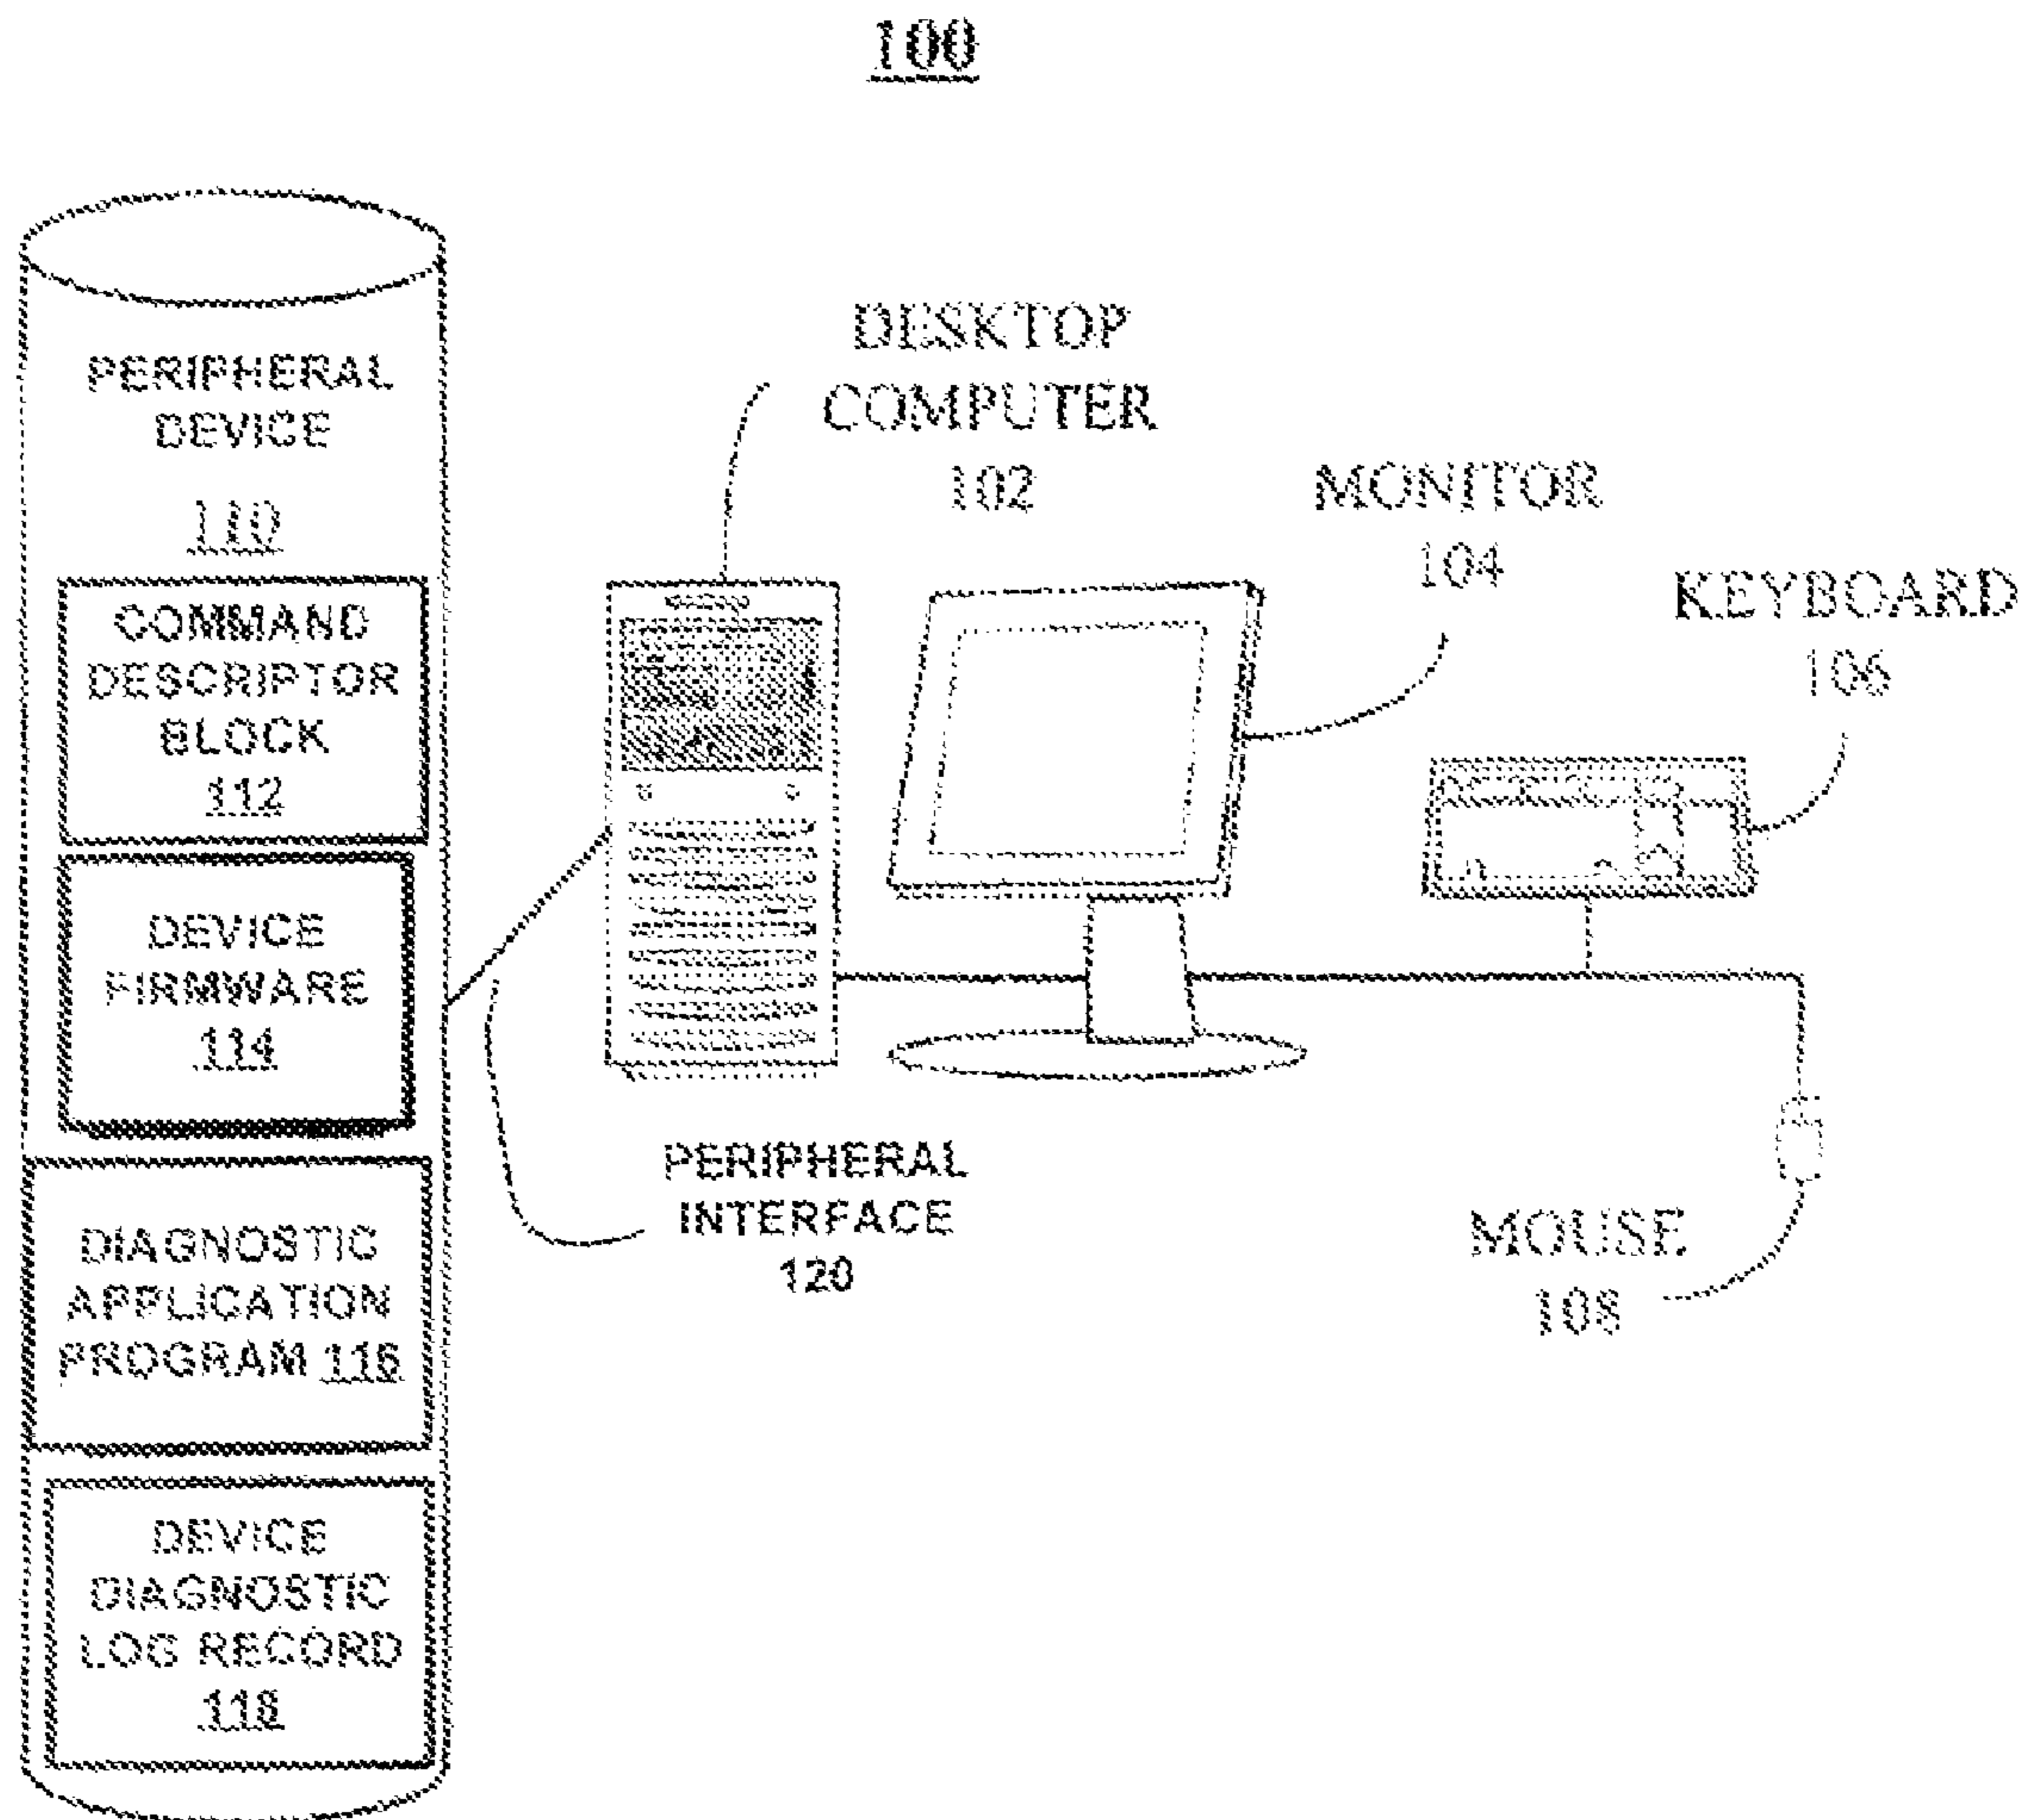 100
PERIPHERAL
DEVICE
110
COMMAND
DESCRIPTOR
BLOCK
112
DEVICE
FIRMWARE
114
DIAGNOSTIC
APPLICATION
PROGRAM 116
DEVICE
DIAGNOSTIC
LOG RECORD
118
DESKTOP
COMPUTER
102
MONITOR
104
KEYBOARD
106
PERIPHERAL
INTERFACE
120
MOUSE
108